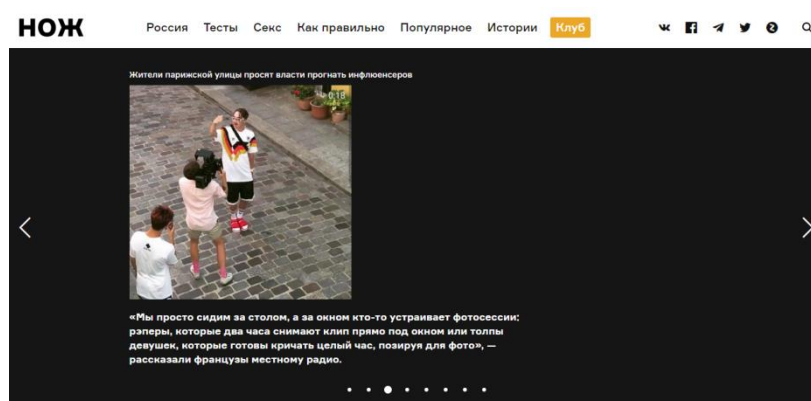 НОЖ
Россия Тесты Секс Как правильно Популярное Истории Клуб
Жители парижской улицы просят власти прогнать инфлюенсеров
0:18
«Мы просто сидим за столом, а за окном кто-то устраивает фотосессии:
рэперы, которые два часа снимают клип прямо под окном или толпы
девушек, которые готовы кричать целый час, позируя для фото», —
рассказали французы местному радио.